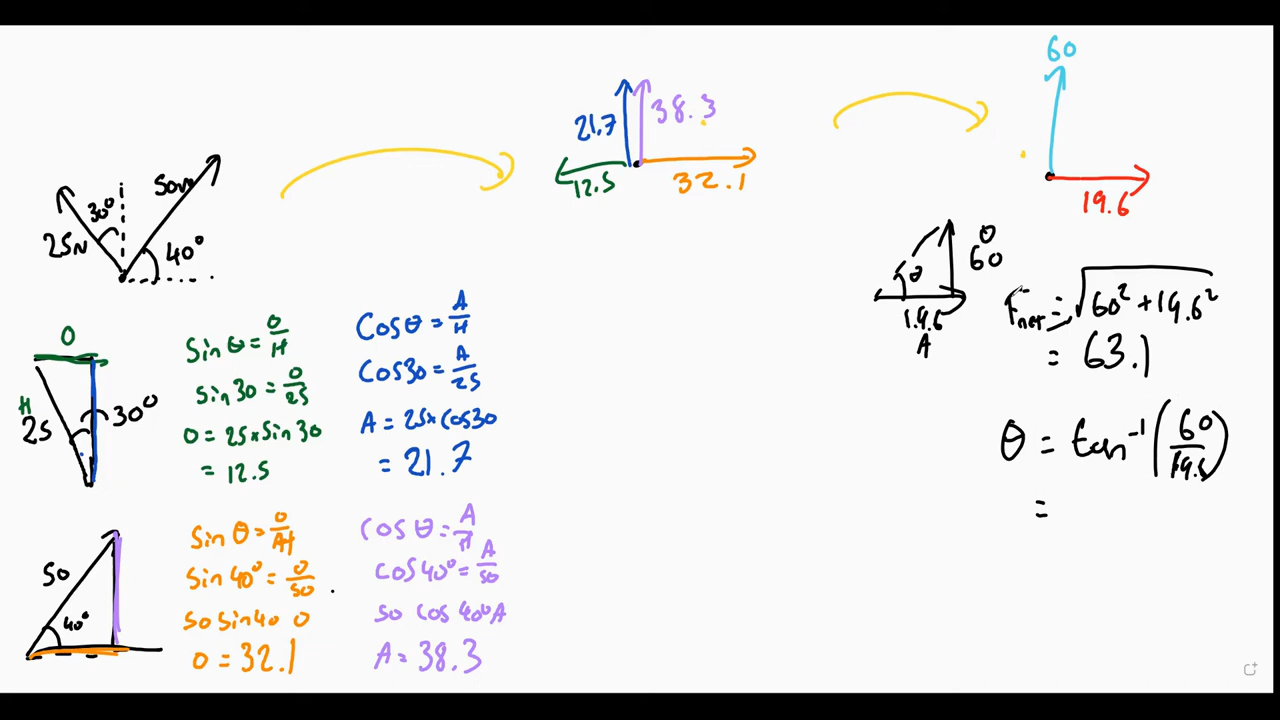 60
21.7
38.3
12.5
32.1
19.6
25N
30°
50N
40°
θ
60
O
19.6
A
Fnet = √60² + 19.6²
= 63.1
θ = tan⁻¹(60/19.6)
=
O
H
25
30°
Sin θ = O/H
sin 30 = O/25
O = 25 × Sin 30
= 12.5
Cos θ = A/H
Cos 30 = A/25
A = 25 × Cos 30
= 21.7
50
40°
Sin θ = O/H
Sin 40° = O/50
50 sin 40 O
O = 32.1
Cos θ = A/H
Cos 40° = A/50
50 cos 40° A
A = 38.3